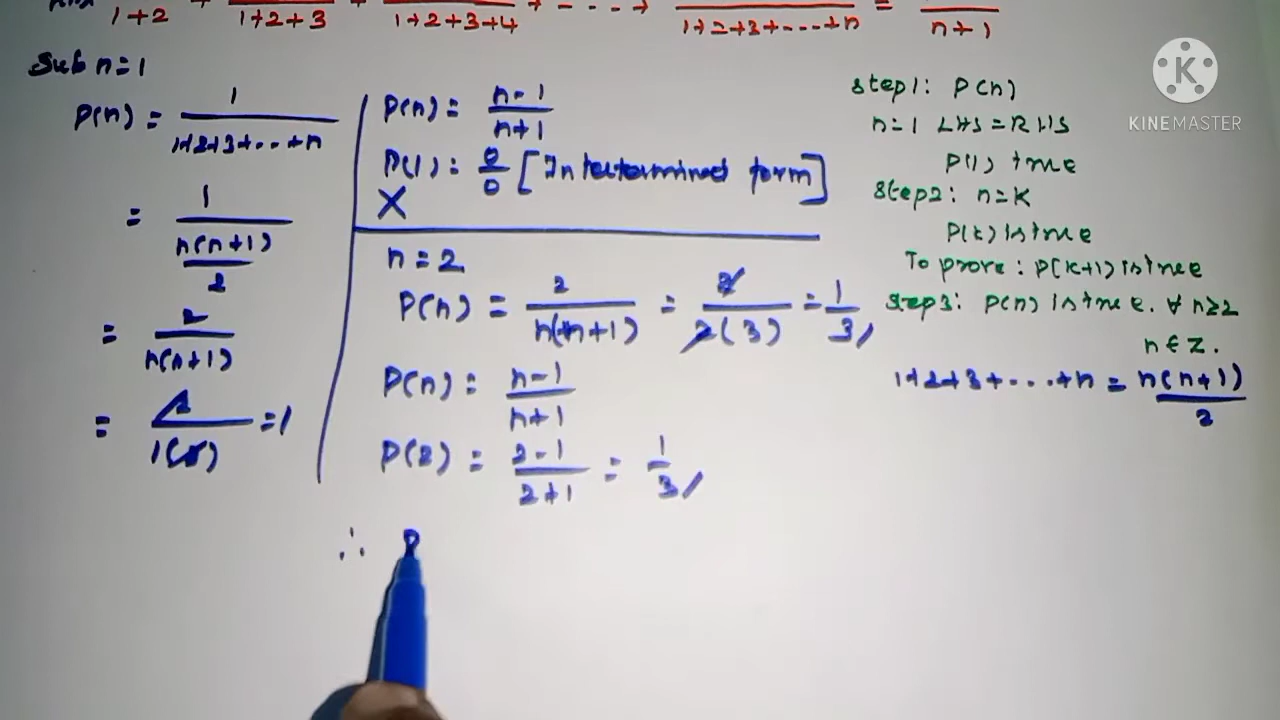 1+2 + 1+2+3 1+2+3+4 + - - - - + 1+2+3+----+n = n+1
Sub n=1
P(n) = 1 / 1+2+3+--+n
= 1 / n(n+1)/2
= 2 / n(n+1)
= 2 / 1(2) = 1
P(n) = n-1 / n+1
P(1) = 0/0 [Intertermined form]
X
n = 2
P(n) = 2 / n(n+1) = 2 / 2(3) = 1/3
P(n) = n-1 / n+1
P(2) = 2-1 / 2+1 = 1/3
∴ P
Step1: P(n)
n=1 LHS=RHS
P(1) true
Step2: n=K
P(k) is true
To prove: P(k+1) is true
Step3: P(n) is true. ∀ n≥2
n∈Z.
1+2+3+----+n = n(n+1) / 2
KINEMASTER